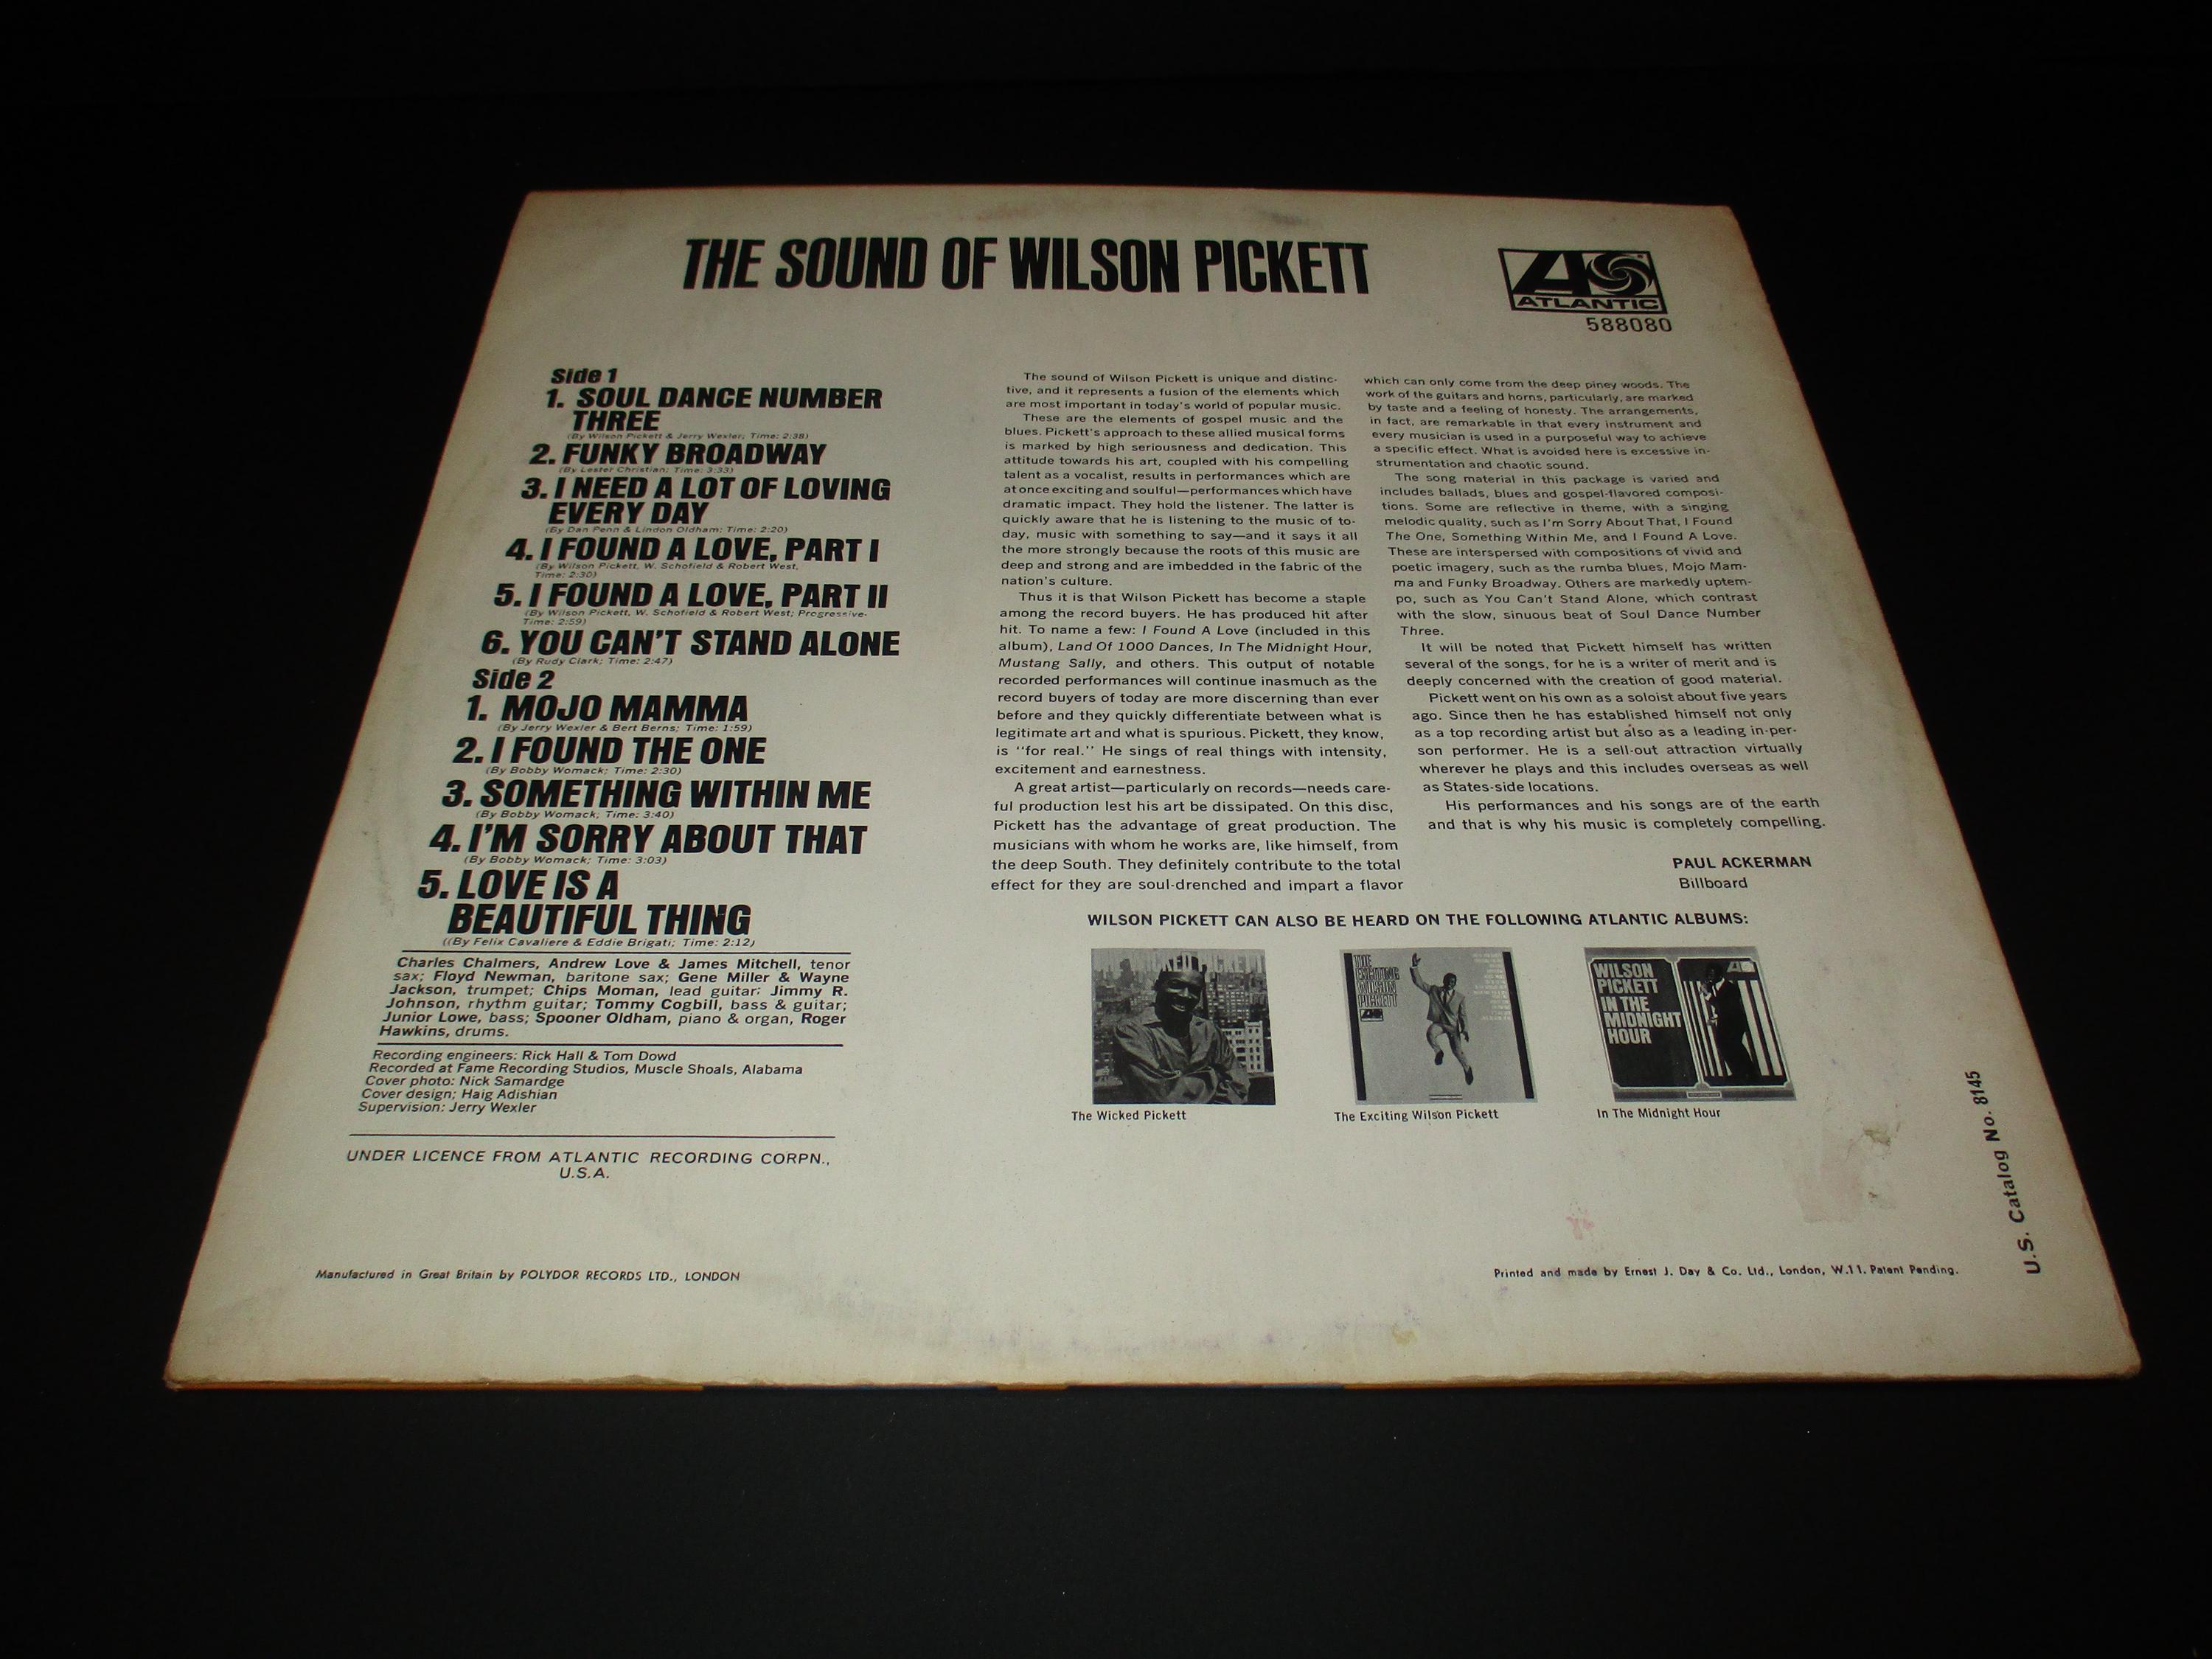 THE SOUND OF WILSON PICKETT
ATLANTIC
588080
Side 1
1. SOUL DANCE NUMBER
THREE
(By Wilson Pickett & Jerry Wexler; Time: 2:38)
2. FUNKY BROADWAY
(By Lester Christian; Time: 3:33)
3. I NEED A LOT OF LOVING
EVERY DAY
(By Dan Penn & Lindon Oldham; Time: 2:20)
4. I FOUND A LOVE, PART I
(By Wilson Pickett, W. Schofield & Robert West,
Time: 2:30)
5. I FOUND A LOVE, PART II
(By Wilson Pickett, W. Schofield & Robert West; Progressive-
Time: 2:59)
6. YOU CAN'T STAND ALONE
(By Rudy Clark; Time: 2:47)
Side 2
1. MOJO MAMMA
(By Jerry Wexler & Bert Berns; Time: 1:59)
2. I FOUND THE ONE
(By Bobby Womack; Time: 2:30)
3. SOMETHING WITHIN ME
(By Bobby Womack; Time: 3:40)
4. I'M SORRY ABOUT THAT
(By Bobby Womack; Time: 3:03)
5. LOVE IS A
BEAUTIFUL THING
((By Felix Cavaliere & Eddie Brigati; Time: 2:12)
Charles Chalmers, Andrew Love & James Mitchell, tenor
sax; Floyd Newman, baritone sax; Gene Miller & Wayne
Jackson, trumpet; Chips Moman, lead guitar; Jimmy R.
Johnson, rhythm guitar; Tommy Cogbill, bass & guitar;
Junior Lowe, bass; Spooner Oldham, piano & organ, Roger
Hawkins, drums.
Recording engineers: Rick Hall & Tom Dowd
Recorded at Fame Recording Studios, Muscle Shoals, Alabama
Cover photo: Nick Samardge
Cover design; Haig Adishian
Supervision: Jerry Wexler
UNDER LICENCE FROM ATLANTIC RECORDING CORPN.,
U.S.A.
The sound of Wilson Pickett is unique and distinc-
tive, and it represents a fusion of the elements which
are most important in today's world of popular music.
These are the elements of gospel music and the
blues. Pickett's approach to these allied musical forms
is marked by high seriousness and dedication. This
attitude towards his art, coupled with his compelling
talent as a vocalist, results in performances which are
at once exciting and soulful—performances which have
dramatic impact. They hold the listener. The latter is
quickly aware that he is listening to the music of to-
day, music with something to say—and it says it all
the more strongly because the roots of this music are
deep and strong and are imbedded in the fabric of the
nation's culture.
Thus it is that Wilson Pickett has become a staple
among the record buyers. He has produced hit after
hit. To name a few: I Found A Love (included in this
album), Land Of 1000 Dances, In The Midnight Hour,
Mustang Sally, and others. This output of notable
recorded performances will continue inasmuch as the
record buyers of today are more discerning than ever
before and they quickly differentiate between what is
legitimate art and what is spurious. Pickett, they know,
is "for real." He sings of real things with intensity,
excitement and earnestness.
A great artist—particularly on records—needs care-
ful production lest his art be dissipated. On this disc,
Pickett has the advantage of great production. The
musicians with whom he works are, like himself, from
the deep South. They definitely contribute to the total
effect for they are soul-drenched and impart a flavor
which can only come from the deep piney woods. The
work of the guitars and horns, particularly, are marked
by taste and a feeling of honesty. The arrangements,
in fact, are remarkable in that every instrument and
every musician is used in a purposeful way to achieve
a specific effect. What is avoided here is excessive in-
strumentation and chaotic sound.
The song material in this package is varied and
includes ballads, blues and gospel-flavored composi-
tions. Some are reflective in theme, with a singing
melodic quality, such as I'm Sorry About That, I Found
The One, Something Within Me, and I Found A Love.
These are interspersed with compositions of vivid and
poetic imagery, such as the rumba blues, Mojo Mam-
ma and Funky Broadway. Others are markedly uptem-
po, such as You Can't Stand Alone, which contrast
with the slow, sinuous beat of Soul Dance Number
Three.
It will be noted that Pickett himself has written
several of the songs, for he is a writer of merit and is
deeply concerned with the creation of good material.
Pickett went on his own as a soloist about five years
ago. Since then he has established himself not only
as a top recording artist but also as a leading in-per-
son performer. He is a sell-out attraction virtually
wherever he plays and this includes overseas as well
as States-side locations.
His performances and his songs are of the earth
and that is why his music is completely compelling.
PAUL ACKERMAN
Billboard
WILSON PICKETT CAN ALSO BE HEARD ON THE FOLLOWING ATLANTIC ALBUMS:
THE
EXCITING
WILSON
PICKETT
WILSON
PICKETT
IN THE
MIDNIGHT
HOUR
The Wicked Pickett
The Exciting Wilson Pickett
In The Midnight Hour
U.S. Catalog No. 8145
Manufactured in Great Britain by POLYDOR RECORDS LTD., LONDON
Printed and made by Ernest J. Day & Co. Ltd., London, W.11. Patent Pending.